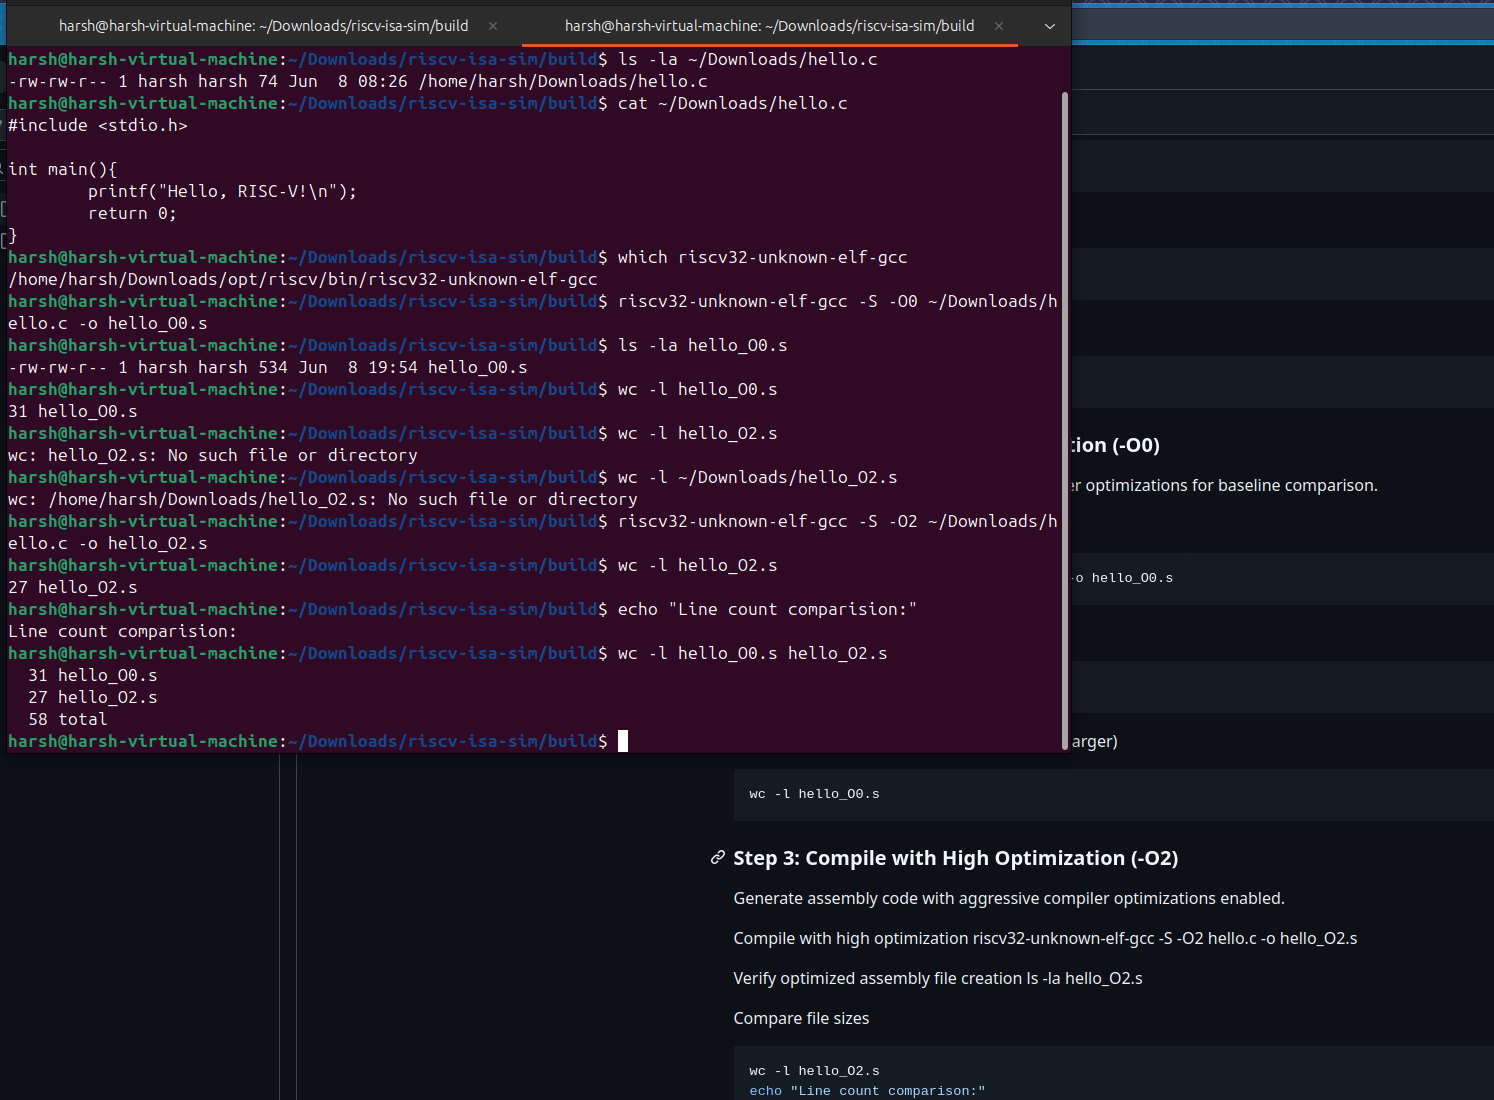 harsh@harsh-virtual-machine: ~/Downloads/riscv-isa-sim/build × harsh@harsh-virtual-machine: ~/Downloads/riscv-isa-sim/build ×
harsh@harsh-virtual-machine:~/Downloads/riscv-isa-sim/build$ ls -la ~/Downloads/hello.c
-rw-rw-r-- 1 harsh harsh 74 Jun  8 08:26 /home/harsh/Downloads/hello.c
harsh@harsh-virtual-machine:~/Downloads/riscv-isa-sim/build$ cat ~/Downloads/hello.c
#include <stdio.h>
int main(){
        printf("Hello, RISC-V!\n");
        return 0;
}
harsh@harsh-virtual-machine:~/Downloads/riscv-isa-sim/build$ which riscv32-unknown-elf-gcc
/home/harsh/Downloads/opt/riscv/bin/riscv32-unknown-elf-gcc
harsh@harsh-virtual-machine:~/Downloads/riscv-isa-sim/build$ riscv32-unknown-elf-gcc -S -O0 ~/Downloads/h
ello.c -o hello_O0.s
harsh@harsh-virtual-machine:~/Downloads/riscv-isa-sim/build$ ls -la hello_O0.s
-rw-rw-r-- 1 harsh harsh 534 Jun  8 19:54 hello_O0.s
harsh@harsh-virtual-machine:~/Downloads/riscv-isa-sim/build$ wc -l hello_O0.s
31 hello_O0.s
harsh@harsh-virtual-machine:~/Downloads/riscv-isa-sim/build$ wc -l hello_O2.s
wc: hello_O2.s: No such file or directory
harsh@harsh-virtual-machine:~/Downloads/riscv-isa-sim/build$ wc -l ~/Downloads/hello_O2.s
wc: /home/harsh/Downloads/hello_O2.s: No such file or directory
harsh@harsh-virtual-machine:~/Downloads/riscv-isa-sim/build$ riscv32-unknown-elf-gcc -S -O2 ~/Downloads/h
ello.c -o hello_O2.s
harsh@harsh-virtual-machine:~/Downloads/riscv-isa-sim/build$ wc -l hello_O2.s
27 hello_O2.s
harsh@harsh-virtual-machine:~/Downloads/riscv-isa-sim/build$ echo "Line count comparision:"
Line count comparision:
harsh@harsh-virtual-machine:~/Downloads/riscv-isa-sim/build$ wc -l hello_O0.s hello_O2.s
  31 hello_O0.s
  27 hello_O2.s
  58 total
harsh@harsh-virtual-machine:~/Downloads/riscv-isa-sim/build$
tion (-O0)
er optimizations for baseline comparison.
-o hello_O0.s
arger)
wc -l hello_O0.s
Step 3: Compile with High Optimization (-O2)
Generate assembly code with aggressive compiler optimizations enabled.
Compile with high optimization riscv32-unknown-elf-gcc -S -O2 hello.c -o hello_O2.s
Verify optimized assembly file creation ls -la hello_O2.s
Compare file sizes
wc -l hello_O2.s
echo "Line count comparison:"